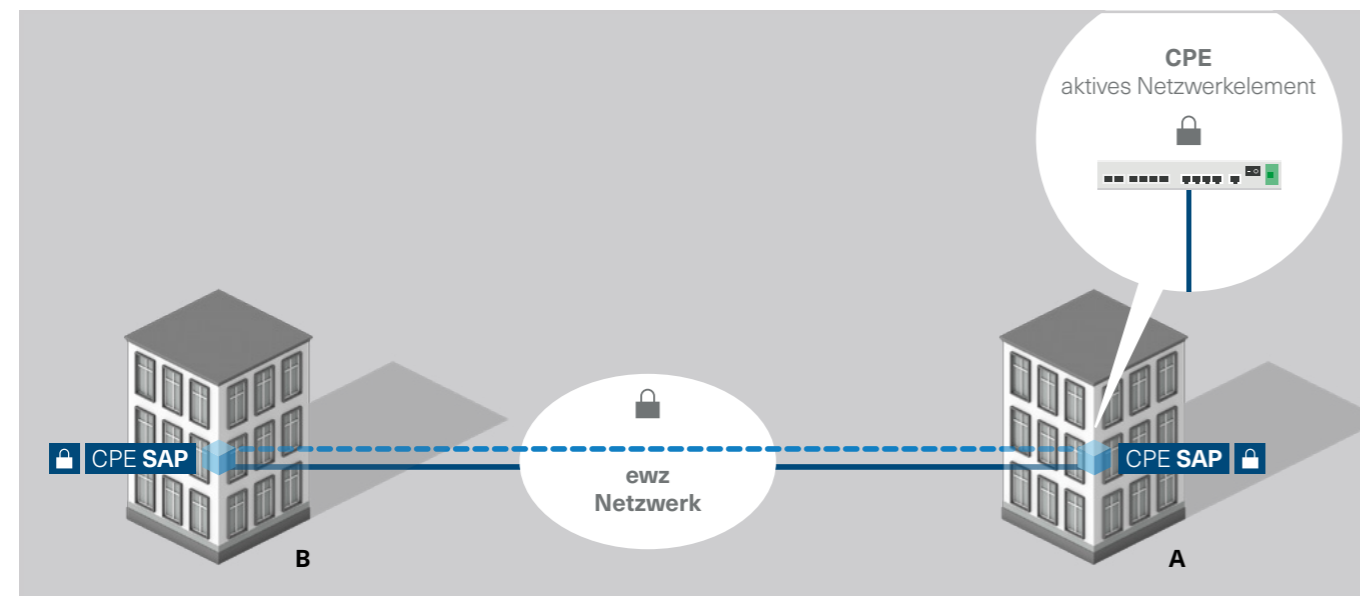 CPE
aktives Netzwerkelement
CPE SAP
CPE SAP
ewz
Netzwerk
B
A